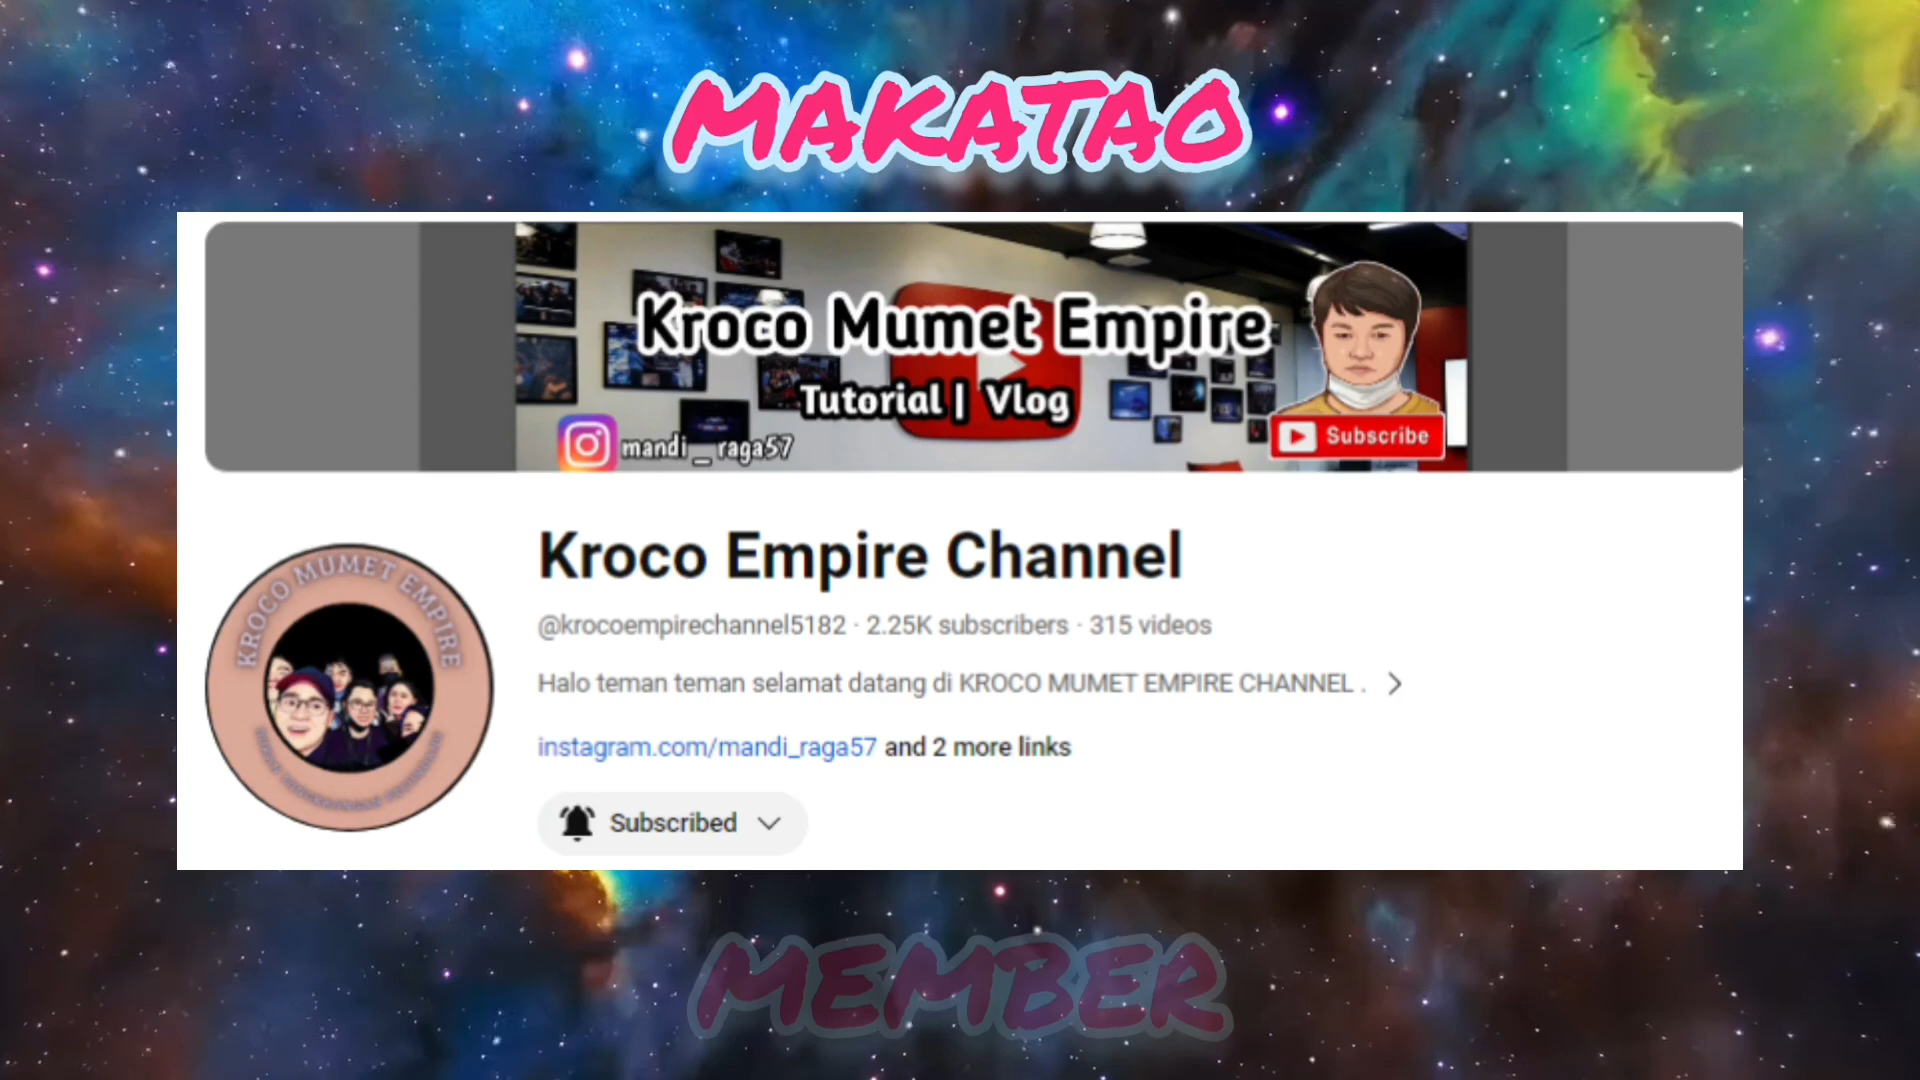 MAKATAO
Kroco Mumet Empire
Tutorial | Vlog
mandi _ raga57
Subscribe
Kroco Empire Channel
@krocoempirechannel5182 · 2.25K subscribers · 315 videos
KROCO MUMET EMPIRE
Halo teman teman selamat datang di KROCO MUMET EMPIRE CHANNEL .
instagram.com/mandi_raga57 and 2 more links
Subscribed
MEMBER